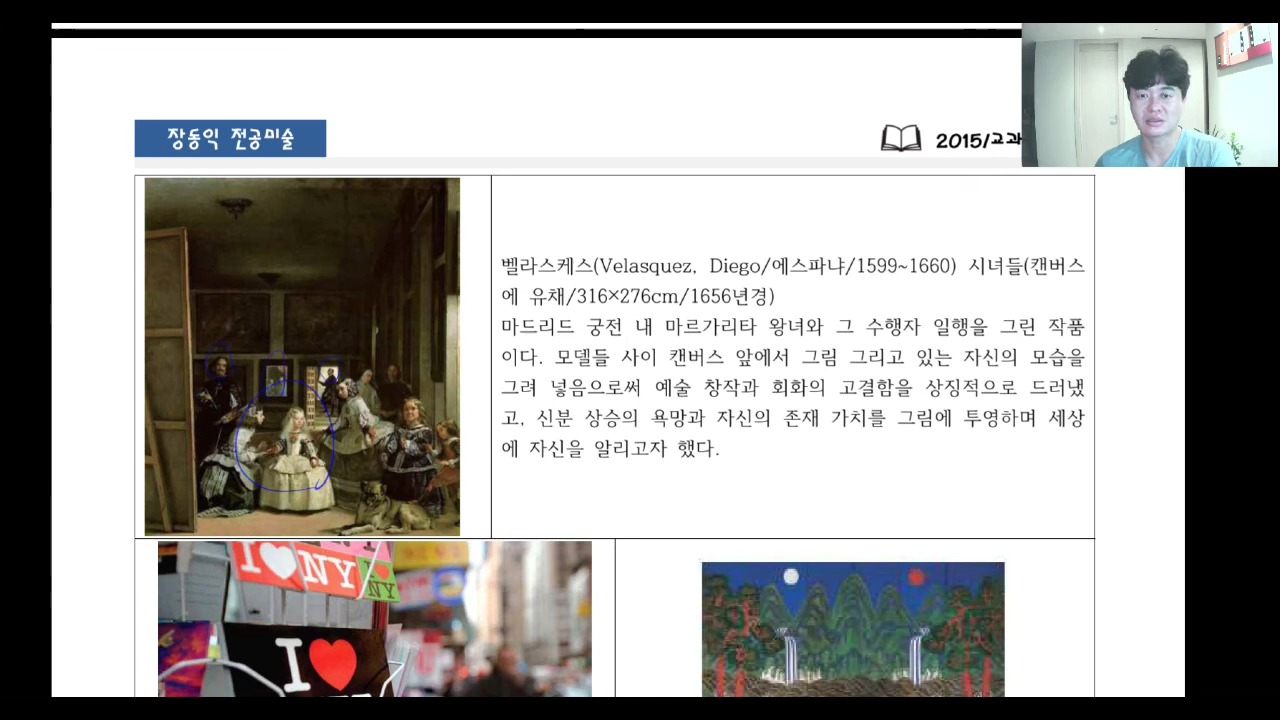 장동익 전공미술
2015/교과
벨라스케스(Velasquez, Diego/에스파냐/1599~1660) 시녀들(캔버스
에 유채/316×276cm/1656년경)
마드리드 궁전 내 마르가리타 왕녀와 그 수행자 일행을 그린 작품
이다. 모델들 사이 캔버스 앞에서 그림 그리고 있는 자신의 모습을
그려 넣음으로써 예술 창작과 회화의 고결함을 상징적으로 드러냈
고, 신분 상승의 욕망과 자신의 존재 가치를 그림에 투영하며 세상
에 자신을 알리고자 했다.
I NY
NY
I